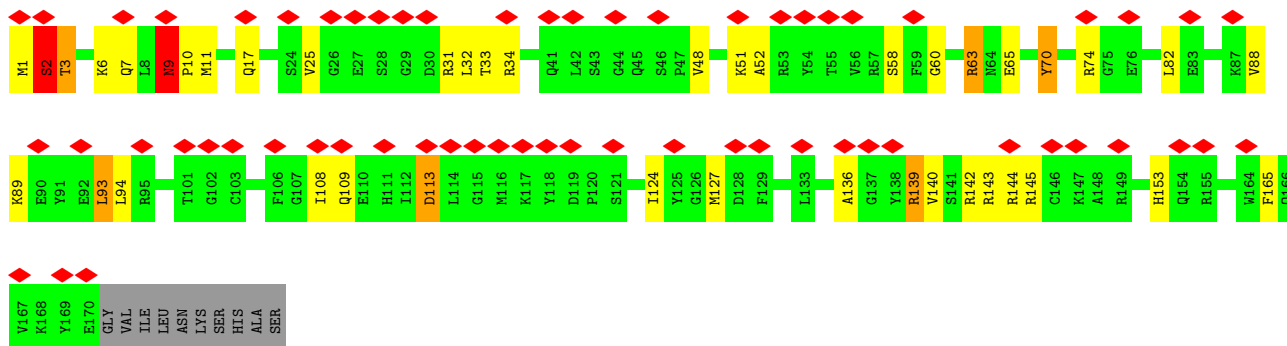 M1 S2 T3 K6 Q7 L8 N9 P10 M11 Q17 S24 V25 G26 E27 S28 G29 D30 R31 L32 T33 R34 Q41 L42 S43 G44 Q45 S46 P47 V48 K51 A52 R53 Y54 T55 V56 R57 S58 F59 G60 R63 N64 E65 Y70 R74 G75 E76 L82 E83 K87 V88
K89 E90 Y91 E92 L93 L94 R95 T101 G102 C103 F106 G107 I108 Q109 E110 H111 I112 D113 L114 G115 M116 K117 Y118 D119 P120 S121 I124 Y125 G126 M127 D128 F129 L133 A136 G137 Y138 R139 V140 S141 R142 R143 R144 R145 C146 K147 A148 R149 H153 Q154 R155 W164 F165 Q166
V167 K168 Y169 E170 GLY VAL ILE LEU ASN LYS SER HIS ALA SER